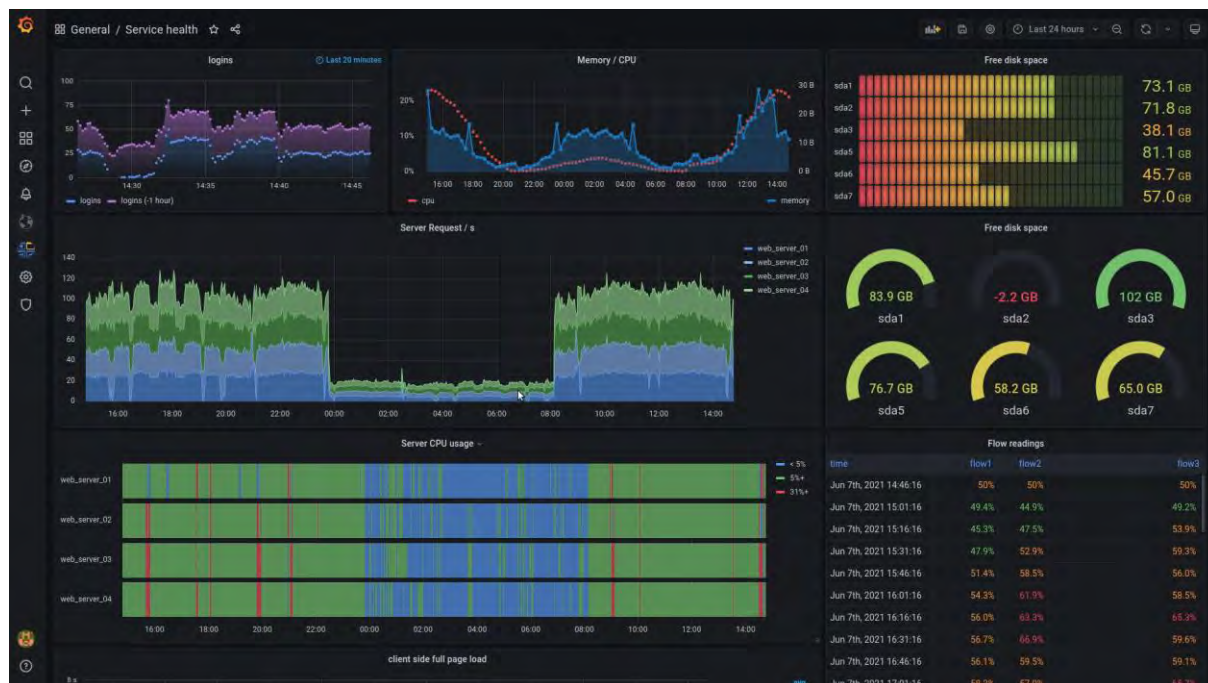 General / Service health
Last 24 hours
logins
Last 20 minutes
100
75
50
25
0
14:30 14:35 14:40 14:45
logins logins (-1 hour)
Memory / CPU
20%
10%
0%
30 B
20 B
10 B
0 B
16:00 18:00 20:00 22:00 00:00 02:00 04:00 06:00 08:00 10:00 12:00 14:00
cpu memory
Free disk space
sda1 73.1 GB
sda2 71.8 GB
sda3 38.1 GB
sda5 81.1 GB
sda6 45.7 GB
sda7 57.0 GB
Server Request / s
140
120
100
80
60
40
20
0
16:00 18:00 20:00 22:00 00:00 02:00 04:00 06:00 08:00 10:00 12:00 14:00
web_server_01
web_server_02
web_server_03
web_server_04
Free disk space
83.9 GB -2.2 GB 102 GB
sda1 sda2 sda3
76.7 GB 58.2 GB 65.0 GB
sda5 sda6 sda7
Server CPU usage
web_server_01
web_server_02
web_server_03
web_server_04
16:00 18:00 20:00 22:00 00:00 02:00 04:00 06:00 08:00 10:00 12:00 14:00
< 5%
5%+
31%+
Flow readings
time flow1 flow2 flow3
Jun 7th, 2021 14:46:16 50% 50% 50%
Jun 7th, 2021 15:01:16 49.4% 44.9% 49.2%
Jun 7th, 2021 15:16:16 45.3% 47.5% 53.9%
Jun 7th, 2021 15:31:16 47.9% 52.9% 59.3%
Jun 7th, 2021 15:46:16 51.4% 58.5% 56.0%
Jun 7th, 2021 16:01:16 54.3% 61.9% 58.5%
Jun 7th, 2021 16:16:16 56.0% 63.3% 65.3%
Jun 7th, 2021 16:31:16 56.7% 66.9% 59.6%
Jun 7th, 2021 16:46:16 56.1% 59.5% 59.1%
client side full page load